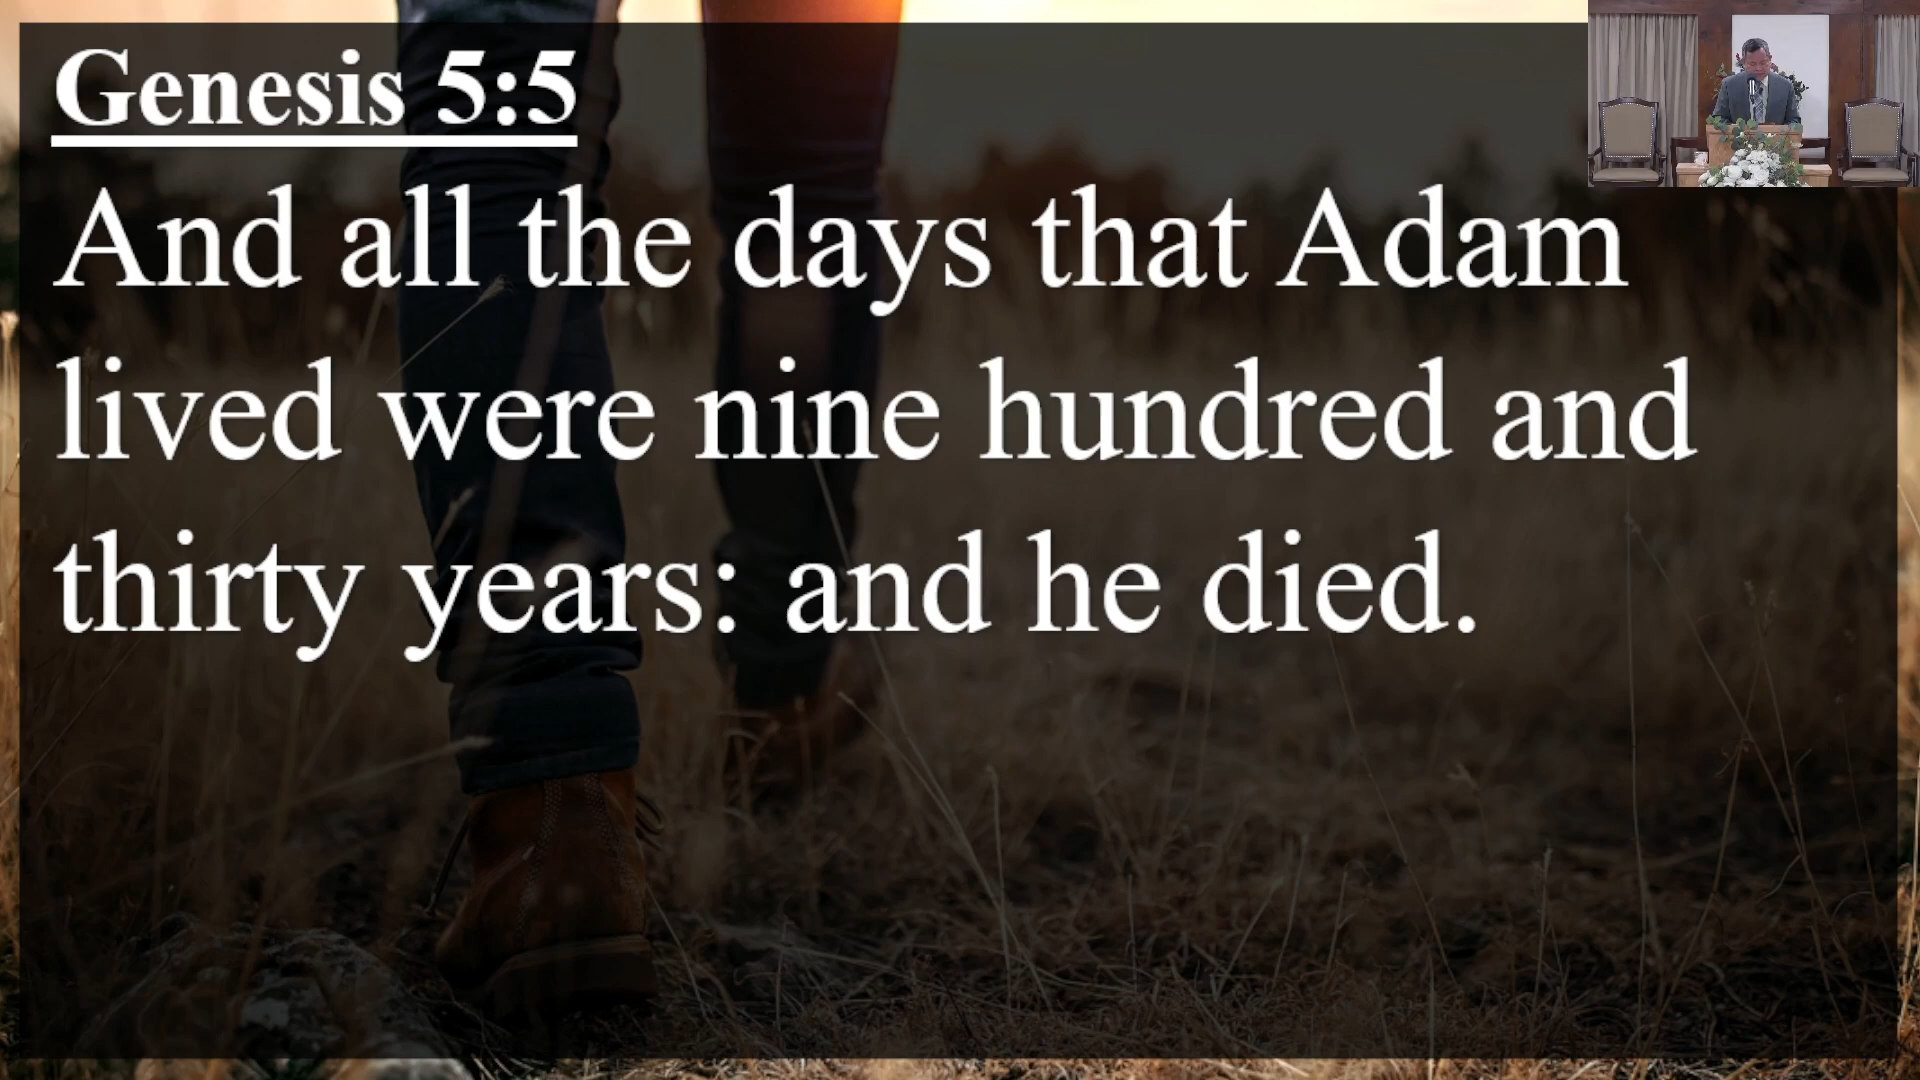 Genesis 5:5
And all the days that Adam
lived were nine hundred and
thirty years: and he died.